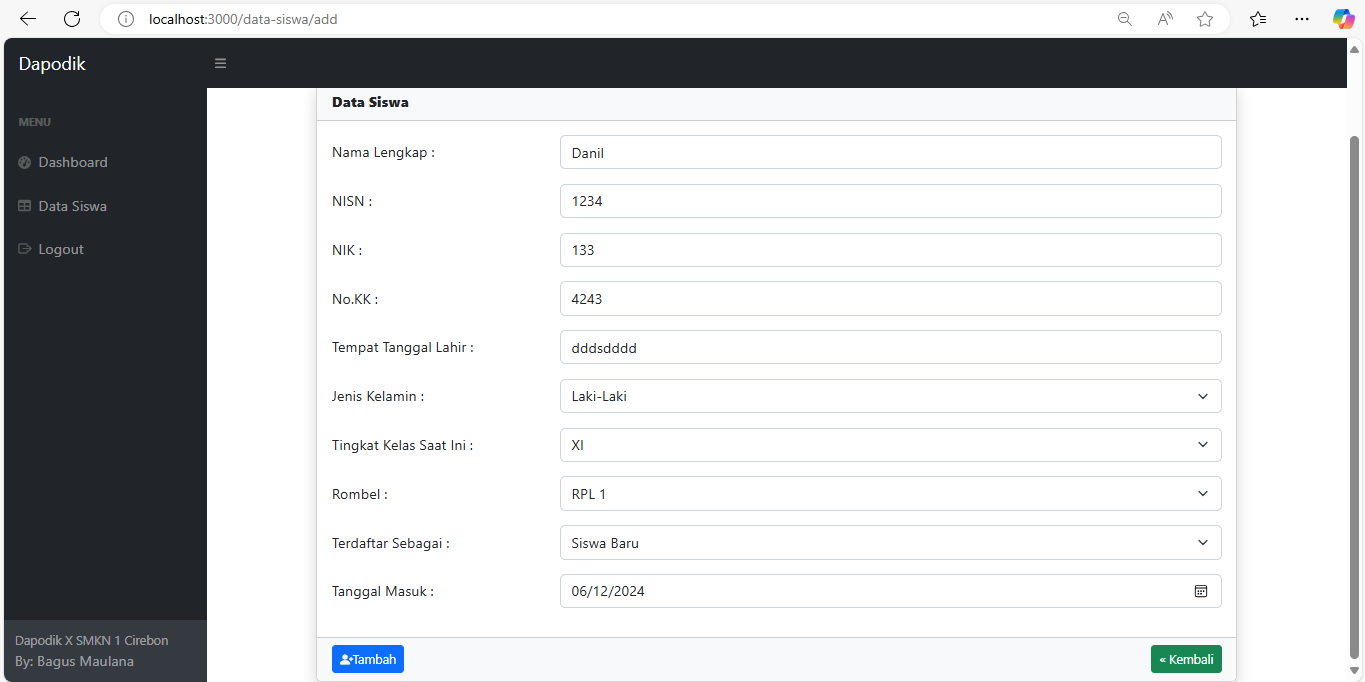 localhost:3000/data-siswa/add
Dapodik
MENU
Dashboard
Data Siswa
Logout
Data Siswa
Nama Lengkap : Danil
NISN : 1234
NIK : 133
No.KK : 4243
Tempat Tanggal Lahir : dddsdddd
Jenis Kelamin : Laki-Laki
Tingkat Kelas Saat Ini : XI
Rombel : RPL 1
Terdaftar Sebagai : Siswa Baru
Tanggal Masuk : 06/12/2024
Tambah « Kembali
Dapodik X SMKN 1 Cirebon
By: Bagus Maulana